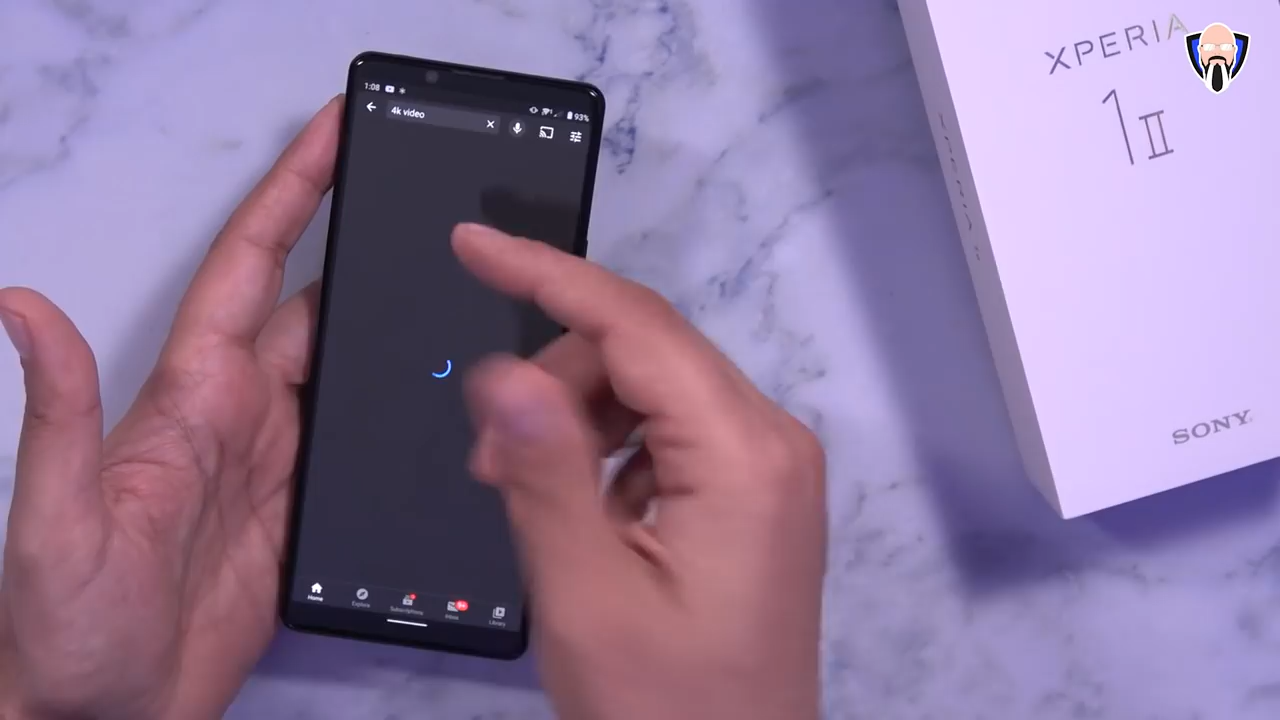 1:08
93%
4k video
Home
Explore
Subscriptions
Inbox
Library
XPERIA
1 II
SONY